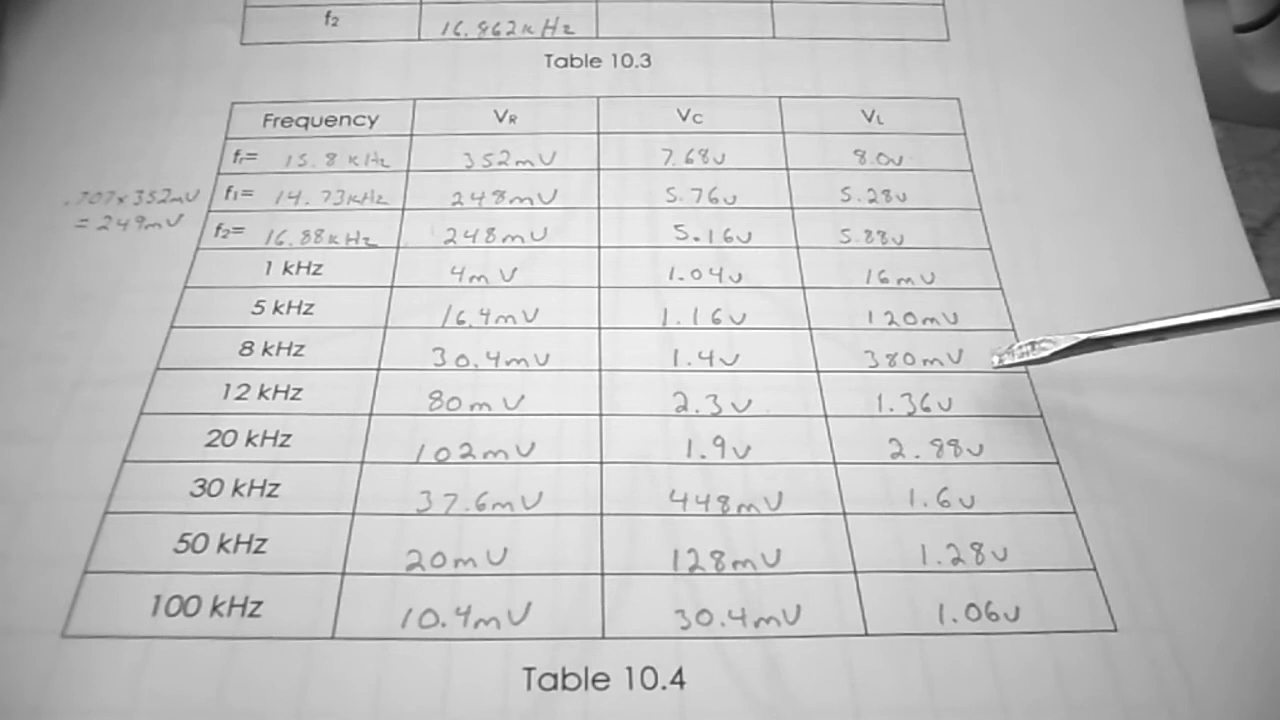 f2 16.862kHz
Table 10.3
Frequency VR VC VL
fr= 15.8 kHz 352mV 7.68v 8.0v
.707x352mV f1= 14.73kHz 248mV 5.76v 5.28v
=249mV f2= 16.88kHz 248mV 5.16v 5.88v
1 kHz 4mV 1.04v 16mV
5 kHz 16.4mV 1.16v 120mV
8 kHz 30.4mV 1.4v 380mV
12 kHz 80mV 2.3v 1.36v
20 kHz 102mV 1.9v 2.88v
30 kHz 37.6mV 448mV 1.6v
50 kHz 20mV 128mV 1.28v
100 kHz 10.4mV 30.4mV 1.06v
Table 10.4